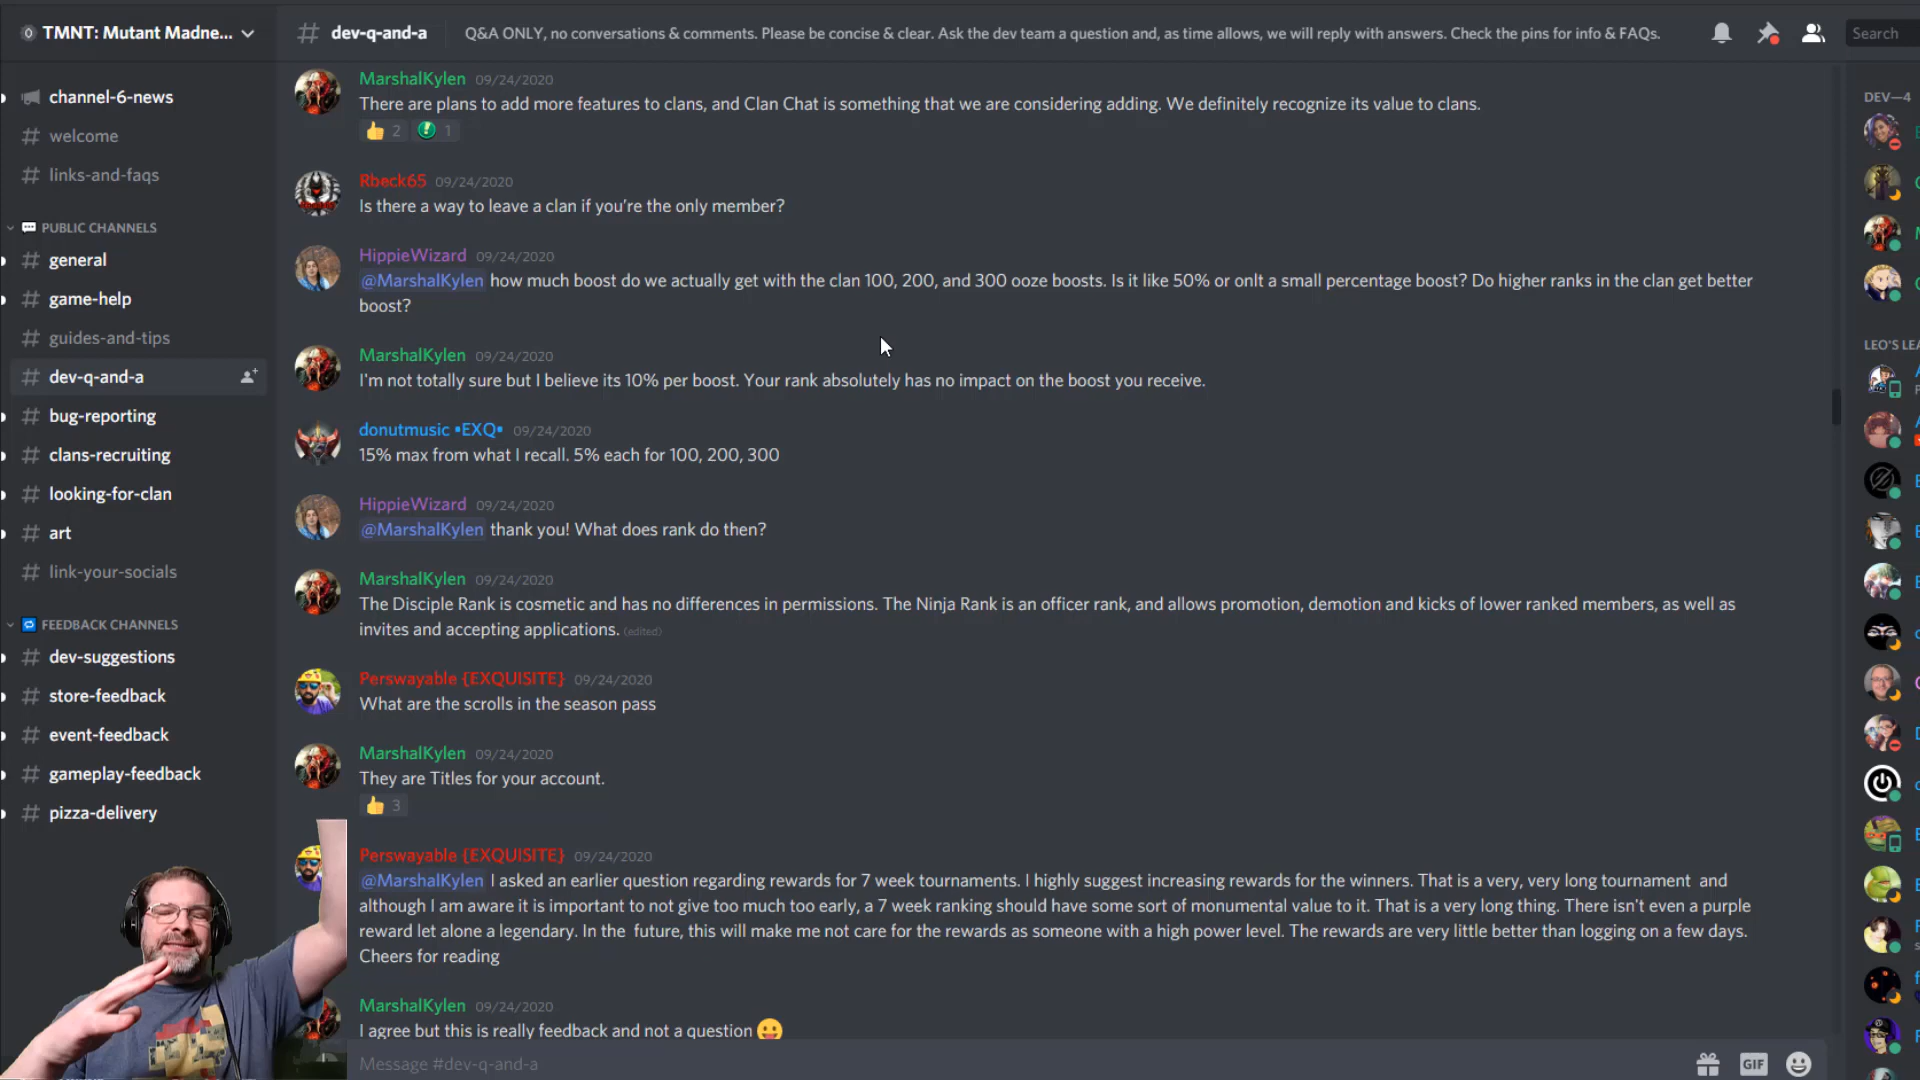 TMNT: Mutant Madne...
channel-6-news
welcome
links-and-faqs
PUBLIC CHANNELS
general
game-help
guides-and-tips
dev-q-and-a
bug-reporting
clans-recruiting
looking-for-clan
art
link-your-socials
FEEDBACK CHANNELS
dev-suggestions
store-feedback
event-feedback
gameplay-feedback
pizza-delivery
dev-q-and-a
Q&A ONLY, no conversations & comments. Please be concise & clear. Ask the dev team a question and, as time allows, we will reply with answers. Check the pins for info & FAQs.
Search
MarshalKylen 09/24/2020
There are plans to add more features to clans, and Clan Chat is something that we are considering adding. We definitely recognize its value to clans.
👍 2 1
Rbeck65 09/24/2020
Is there a way to leave a clan if you're the only member?
HippieWizard 09/24/2020
@MarshalKylen how much boost do we actually get with the clan 100, 200, and 300 ooze boosts. Is it like 50% or onlt a small percentage boost? Do higher ranks in the clan get better
boost?
MarshalKylen 09/24/2020
I'm not totally sure but I believe its 10% per boost. Your rank absolutely has no impact on the boost you receive.
donutmusic ▪EXQ▪ 09/24/2020
15% max from what I recall. 5% each for 100, 200, 300
HippieWizard 09/24/2020
@MarshalKylen thank you! What does rank do then?
MarshalKylen 09/24/2020
The Disciple Rank is cosmetic and has no differences in permissions. The Ninja Rank is an officer rank, and allows promotion, demotion and kicks of lower ranked members, as well as
invites and accepting applications. (edited)
Perswayable {EXQUISITE} 09/24/2020
What are the scrolls in the season pass
MarshalKylen 09/24/2020
They are Titles for your account.
👍 3
Perswayable {EXQUISITE} 09/24/2020
@MarshalKylen I asked an earlier question regarding rewards for 7 week tournaments. I highly suggest increasing rewards for the winners. That is a very, very long tournament and
although I am aware it is important to not give too much too early, a 7 week ranking should have some sort of monumental value to it. That is a very long thing. There isn't even a purple
reward let alone a legendary. In the future, this will make me not care for the rewards as someone with a high power level. The rewards are very little better than logging on a few days.
Cheers for reading
MarshalKylen 09/24/2020
I agree but this is really feedback and not a question 😛
Message #dev-q-and-a
GIF
DEV—4
LEO'S LEA